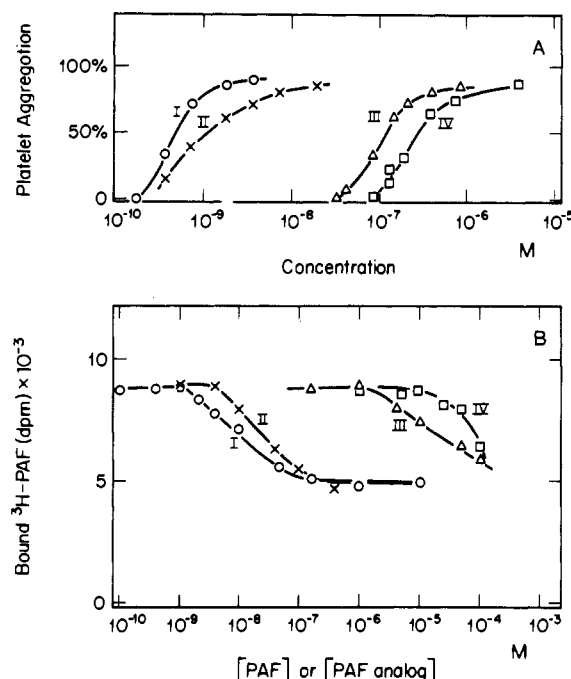 A
Platelet Aggregation
100%
50%
0
I
II
III
IV
10⁻¹⁰
10⁻⁹
10⁻⁸
10⁻⁷
10⁻⁶
10⁻⁵
M
Concentration
B
Bound ³H-PAF (dpm) × 10⁻³
10
5
0
I
II
III
IV
10⁻¹⁰
10⁻⁹
10⁻⁸
10⁻⁷
10⁻⁶
10⁻⁵
10⁻⁴
10⁻³
M
[PAF] or [PAF analog]